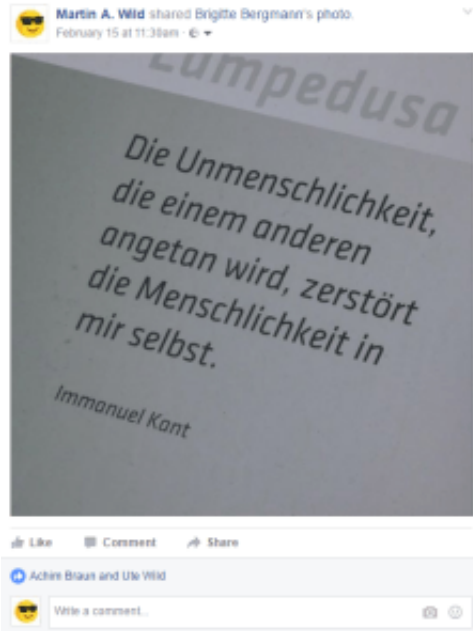 Martin A. Wild shared Brigitte Bergmann's photo.
February 15 at 11:38am
Lampedusa
Die Unmenschlichkeit,
die einem anderen
angetan wird, zerstört
die Menschlichkeit in
mir selbst.
Immanuel Kant
Like Comment Share
Achim Braun and Ute Wild
Write a comment...